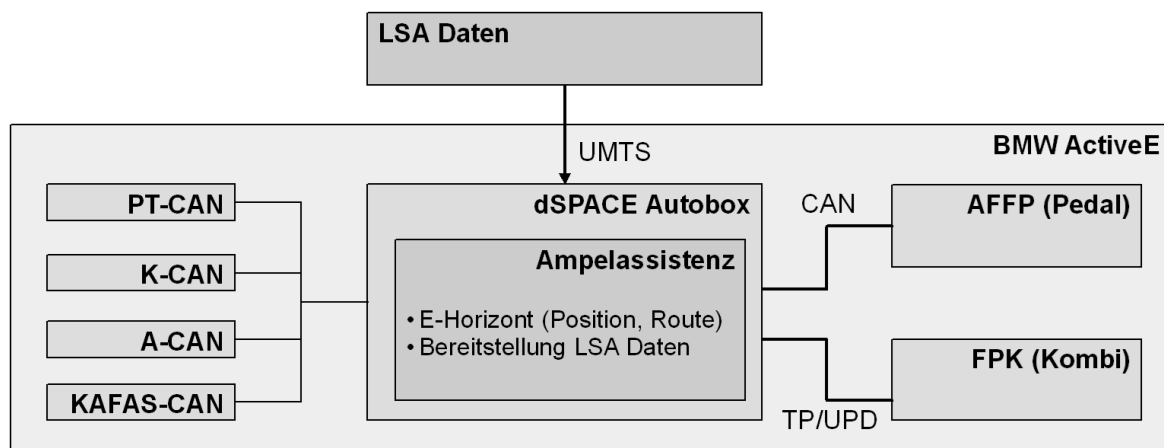 LSA Daten
UMTS
BMW ActiveE
PT-CAN
K-CAN
A-CAN
KAFAS-CAN
dSPACE Autobox
Ampelassistenz
• E-Horizont (Position, Route)
• Bereitstellung LSA Daten
CAN
AFFP (Pedal)
FPK (Kombi)
TP/UPD